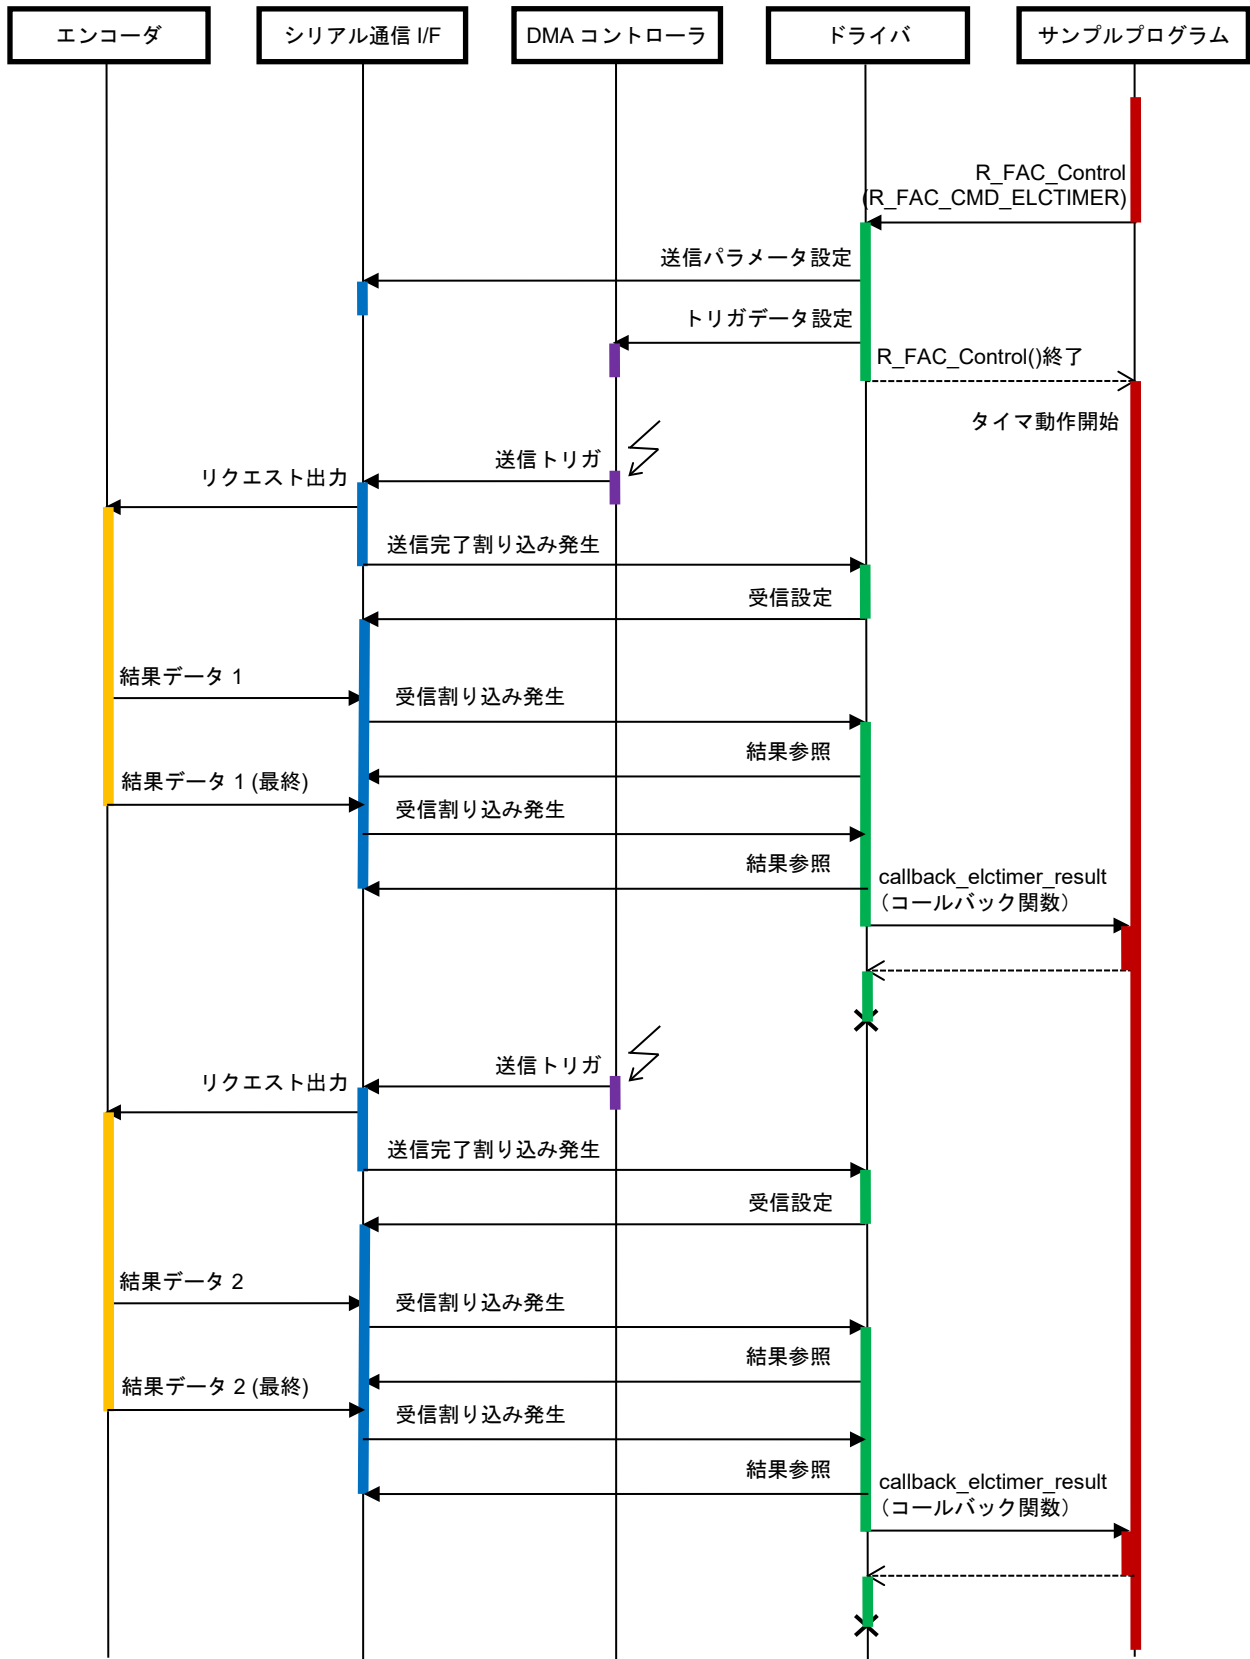 エンコーダ
シリアル通信 I/F
DMA コントローラ
ドライバ
サンプルプログラム
R_FAC_Control
(R_FAC_CMD_ELCTIMER)
送信パラメータ設定
トリガデータ設定
R_FAC_Control()終了
タイマ動作開始
送信トリガ
リクエスト出力
送信完了割り込み発生
受信設定
結果データ 1
受信割り込み発生
結果参照
結果データ 1 (最終)
受信割り込み発生
結果参照
callback_elctimer_result
（コールバック関数）
送信トリガ
リクエスト出力
送信完了割り込み発生
受信設定
結果データ 2
受信割り込み発生
結果参照
結果データ 2 (最終)
受信割り込み発生
結果参照
callback_elctimer_result
（コールバック関数）